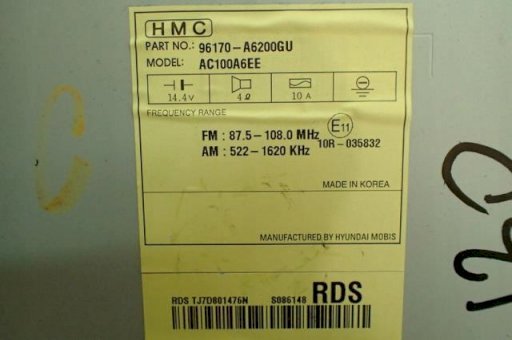 HMC
PART NO.: 96170-A6200GU
MODEL: AC100A6EE
14.4V 4Ω 10 A
FREQUENCY RANGE
FM : 87.5-108.0 MHz E11
AM : 522-1620 KHz 10R-035832
MADE IN KOREA
MANUFACTURED BY HYUNDAI MOBIS
RDS TJ7D801476N S086148 RDS